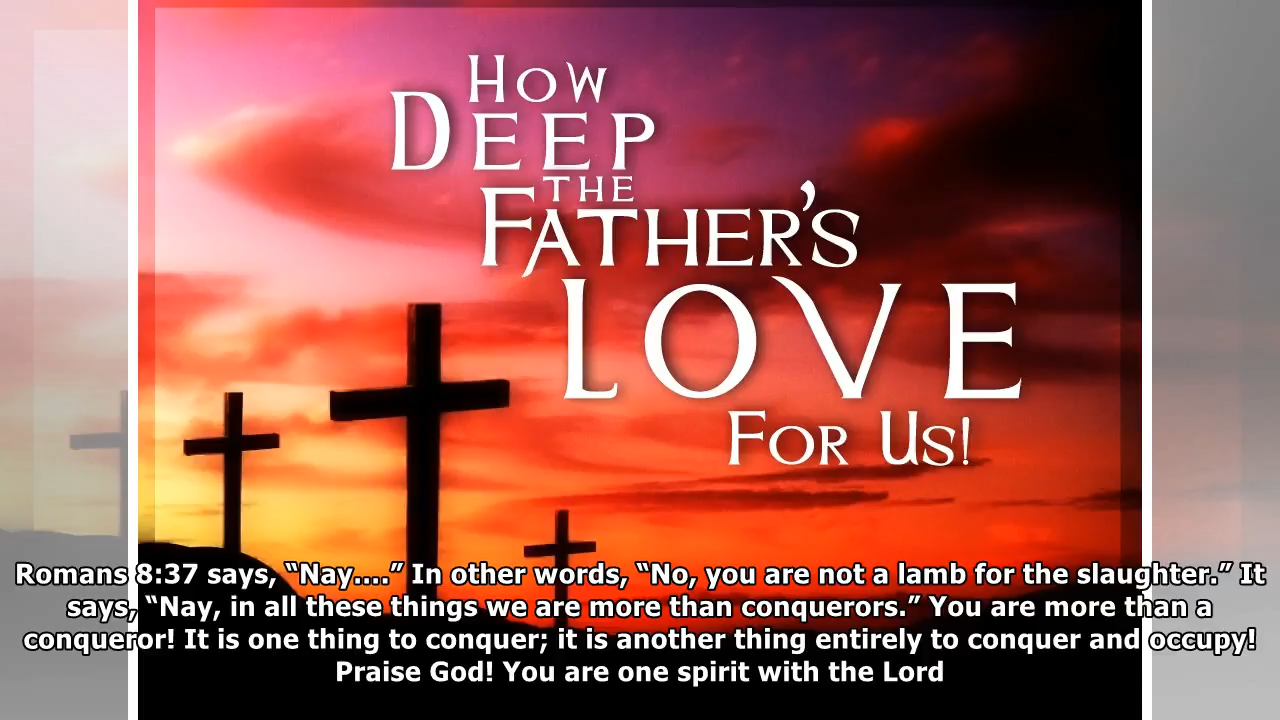 How
Deep
the
Father's
Love
For Us!
Romans 8:37 says, “Nay....” In other words, “No, you are not a lamb for the slaughter.” It
says, “Nay, in all these things we are more than conquerors.” You are more than a
conqueror! It is one thing to conquer; it is another thing entirely to conquer and occupy!
Praise God! You are one spirit with the Lord